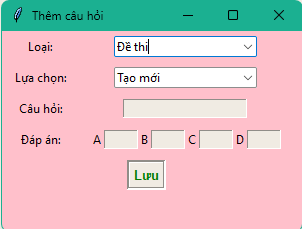 Thêm câu hỏi
Loại: Đề thi
Lựa chọn: Tạo mới
Câu hỏi:
Đáp án: A B C D
Lưu